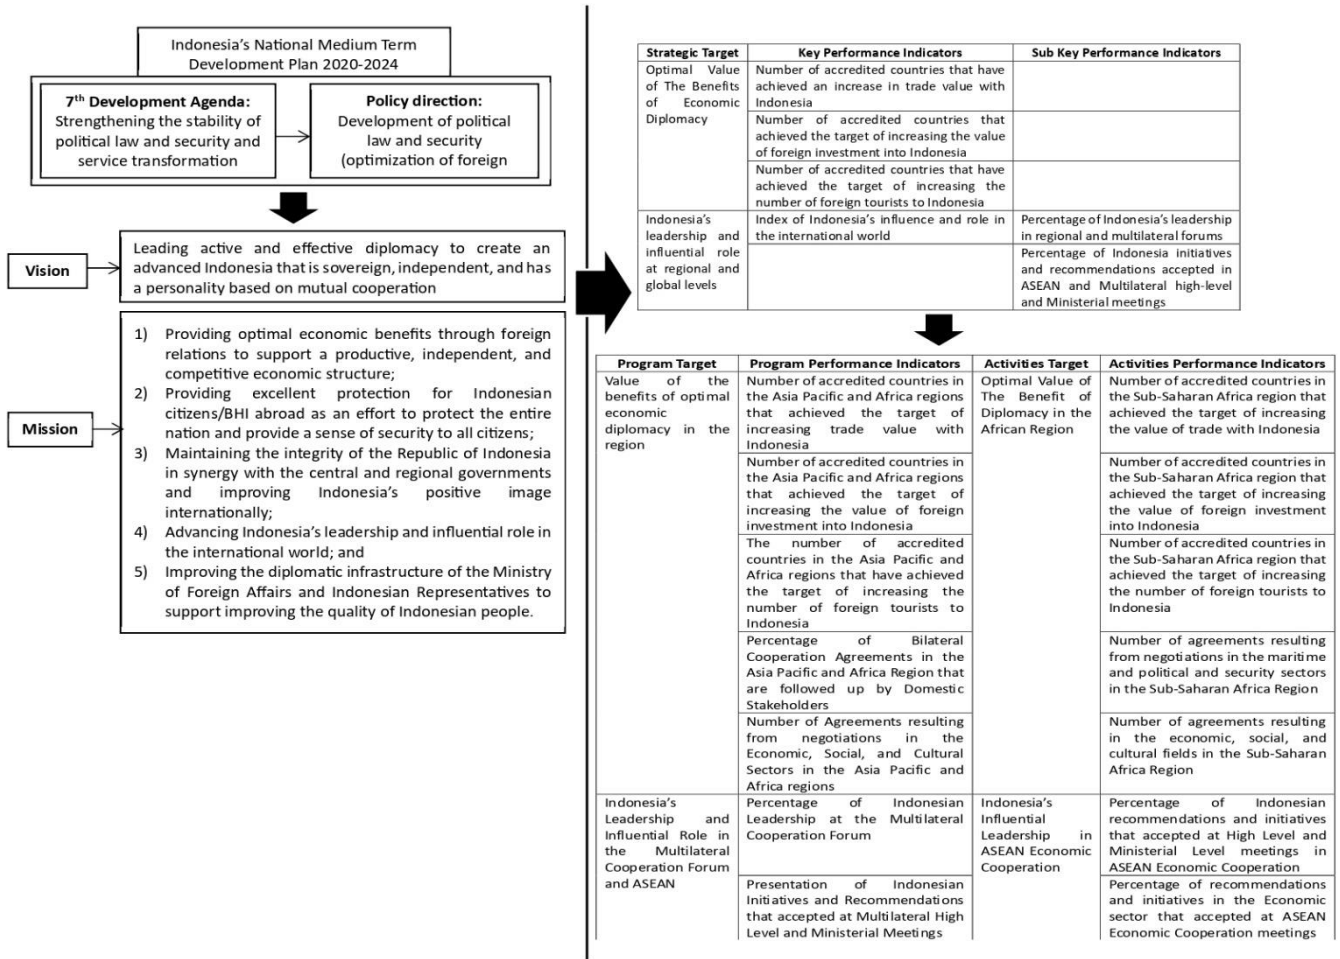 Indonesia's National Medium Term
Development Plan 2020-2024
7th Development Agenda:
Strengthening the stability of
political law and security and
service transformation
Policy direction:
Development of political
law and security
(optimization of foreign
Vision
Leading active and effective diplomacy to create an
advanced Indonesia that is sovereign, independent, and has
a personality based on mutual cooperation
Mission
1) Providing optimal economic benefits through foreign
relations to support a productive, independent, and
competitive economic structure;
2) Providing excellent protection for Indonesian
citizens/BHI abroad as an effort to protect the entire
nation and provide a sense of security to all citizens;
3) Maintaining the integrity of the Republic of Indonesia
in synergy with the central and regional governments
and improving Indonesia's positive image
internationally;
4) Advancing Indonesia's leadership and influential role in
the international world; and
5) Improving the diplomatic infrastructure of the Ministry
of Foreign Affairs and Indonesian Representatives to
support improving the quality of Indonesian people.
Strategic Target
Key Performance Indicators
Sub Key Performance Indicators
Optimal Value
of The Benefits
of Economic
Diplomacy
Number of accredited countries that have
achieved an increase in trade value with
Indonesia
Number of accredited countries that
achieved the target of increasing the value
of foreign investment into Indonesia
Number of accredited countries that have
achieved the target of increasing the
number of foreign tourists to Indonesia
Indonesia's
leadership and
influential role
at regional and
global levels
Index of Indonesia's influence and role in
the international world
Percentage of Indonesia's leadership
in regional and multilateral forums
Percentage of Indonesia initiatives
and recommendations accepted in
ASEAN and Multilateral high-level
and Ministerial meetings
Program Target
Program Performance Indicators
Activities Target
Activities Performance Indicators
Value of the
benefits of optimal
economic
diplomacy in the
region
Number of accredited countries in
the Asia Pacific and Africa regions
that achieved the target of
increasing trade value with
Indonesia
Optimal Value of
The Benefit of
Diplomacy in the
African Region
Number of accredited countries in
the Sub-Saharan Africa region that
achieved the target of increasing
the value of trade with Indonesia
Number of accredited countries in
the Asia Pacific and Africa regions
that achieved the target of
increasing the value of foreign
investment into Indonesia
Number of accredited countries in
the Sub-Saharan Africa region that
achieved the target of increasing
the value of foreign investment
into Indonesia
The number of accredited
countries in the Asia Pacific and
Africa regions that have achieved
the target of increasing the
number of foreign tourists to
Indonesia
Number of accredited countries in
the Sub-Saharan Africa region that
achieved the target of increasing
the number of foreign tourists to
Indonesia
Percentage of Bilateral
Cooperation Agreements in the
Asia Pacific and Africa Region that
are followed up by Domestic
Stakeholders
Number of agreements resulting
from negotiations in the maritime
and political and security sectors
in the Sub-Saharan Africa Region
Number of Agreements resulting
from negotiations in the
Economic, Social, and Cultural
Sectors in the Asia Pacific and
Africa regions
Number of agreements resulting
in the economic, social, and
cultural fields in the Sub-Saharan
Africa Region
Indonesia's
Leadership and
Influential Role in
the Multilateral
Cooperation Forum
and ASEAN
Percentage of Indonesian
Leadership at the Multilateral
Cooperation Forum
Indonesia's
Influential
Leadership in
ASEAN Economic
Cooperation
Percentage of Indonesian
recommendations and initiatives
that accepted at High Level and
Ministerial Level meetings in
ASEAN Economic Cooperation
Presentation of Indonesian
Initiatives and Recommendations
that accepted at Multilateral High
Level and Ministerial Meetings
Percentage of recommendations
and initiatives in the Economic
sector that accepted at ASEAN
Economic Cooperation meetings